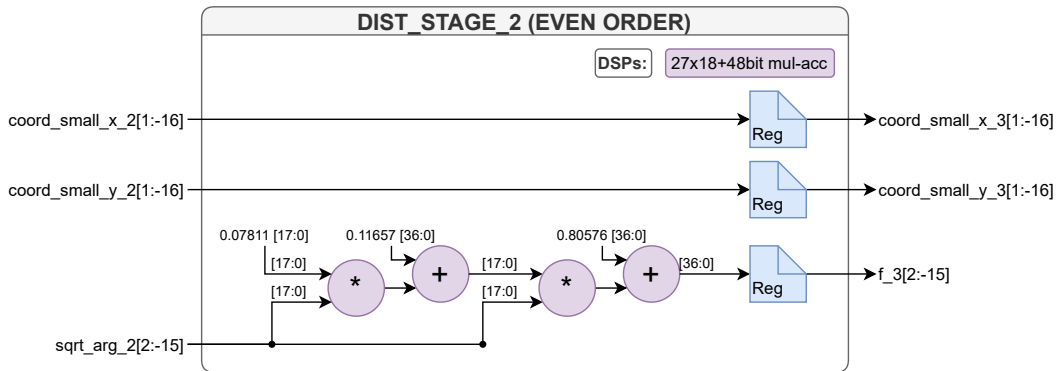 DIST_STAGE_2 (EVEN ORDER)
DSPs: 27x18+48bit mul-acc
coord_small_x_2[1:-16] Reg coord_small_x_3[1:-16]
coord_small_y_2[1:-16] Reg coord_small_y_3[1:-16]
0.07811 [17:0] 0.11657 [36:0] 0.80576 [36:0]
[17:0] [17:0] [36:0]
* + * + Reg f_3[2:-15]
[17:0] [17:0]
sqrt_arg_2[2:-15]